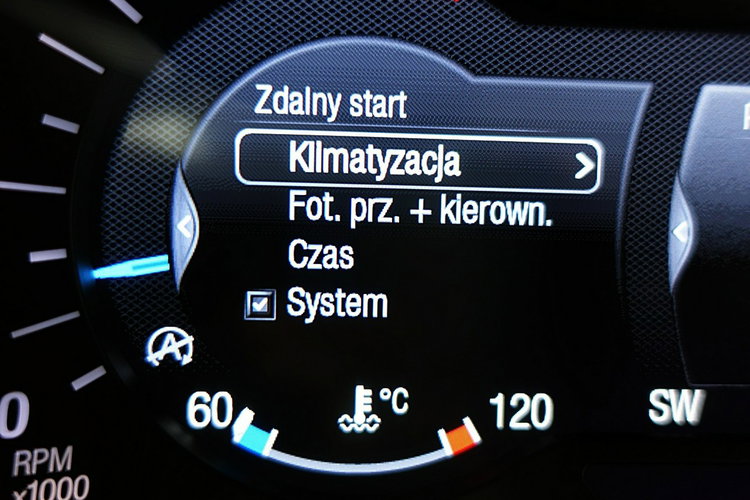 Zdalny start
Klimatyzacja
Fot. prz. + kierown.
Czas
System
A
60
°C
120
SW
0
RPM
x1000